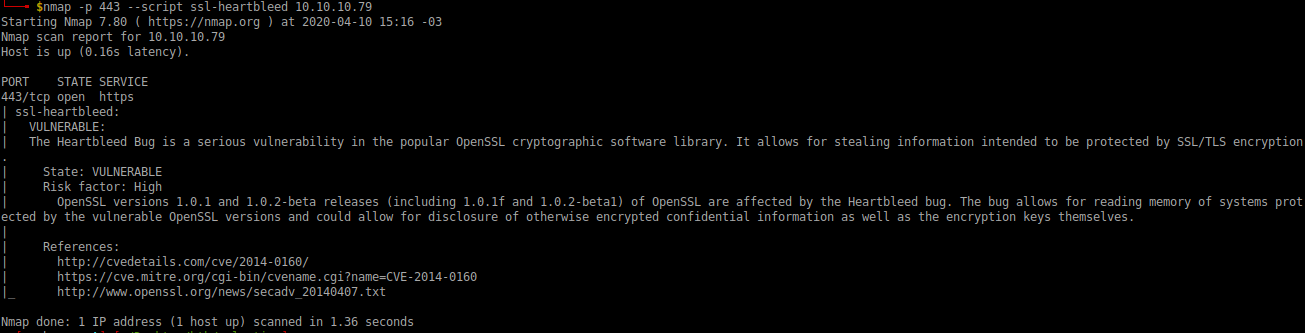 $nmap -p 443 --script ssl-heartbleed 10.10.10.79
Starting Nmap 7.80 ( https://nmap.org ) at 2020-04-10 15:16 -03
Nmap scan report for 10.10.10.79
Host is up (0.16s latency).
PORT    STATE SERVICE
443/tcp open  https
| ssl-heartbleed:
|   VULNERABLE:
|   The Heartbleed Bug is a serious vulnerability in the popular OpenSSL cryptographic software library. It allows for stealing information intended to be protected by SSL/TLS encryption
.
|     State: VULNERABLE
|     Risk factor: High
|       OpenSSL versions 1.0.1 and 1.0.2-beta releases (including 1.0.1f and 1.0.2-beta1) of OpenSSL are affected by the Heartbleed bug. The bug allows for reading memory of systems prot
ected by the vulnerable OpenSSL versions and could allow for disclosure of otherwise encrypted confidential information as well as the encryption keys themselves.
|
|     References:
|       http://cvedetails.com/cve/2014-0160/
|       https://cve.mitre.org/cgi-bin/cvename.cgi?name=CVE-2014-0160
|_      http://www.openssl.org/news/secadv_20140407.txt
Nmap done: 1 IP address (1 host up) scanned in 1.36 seconds